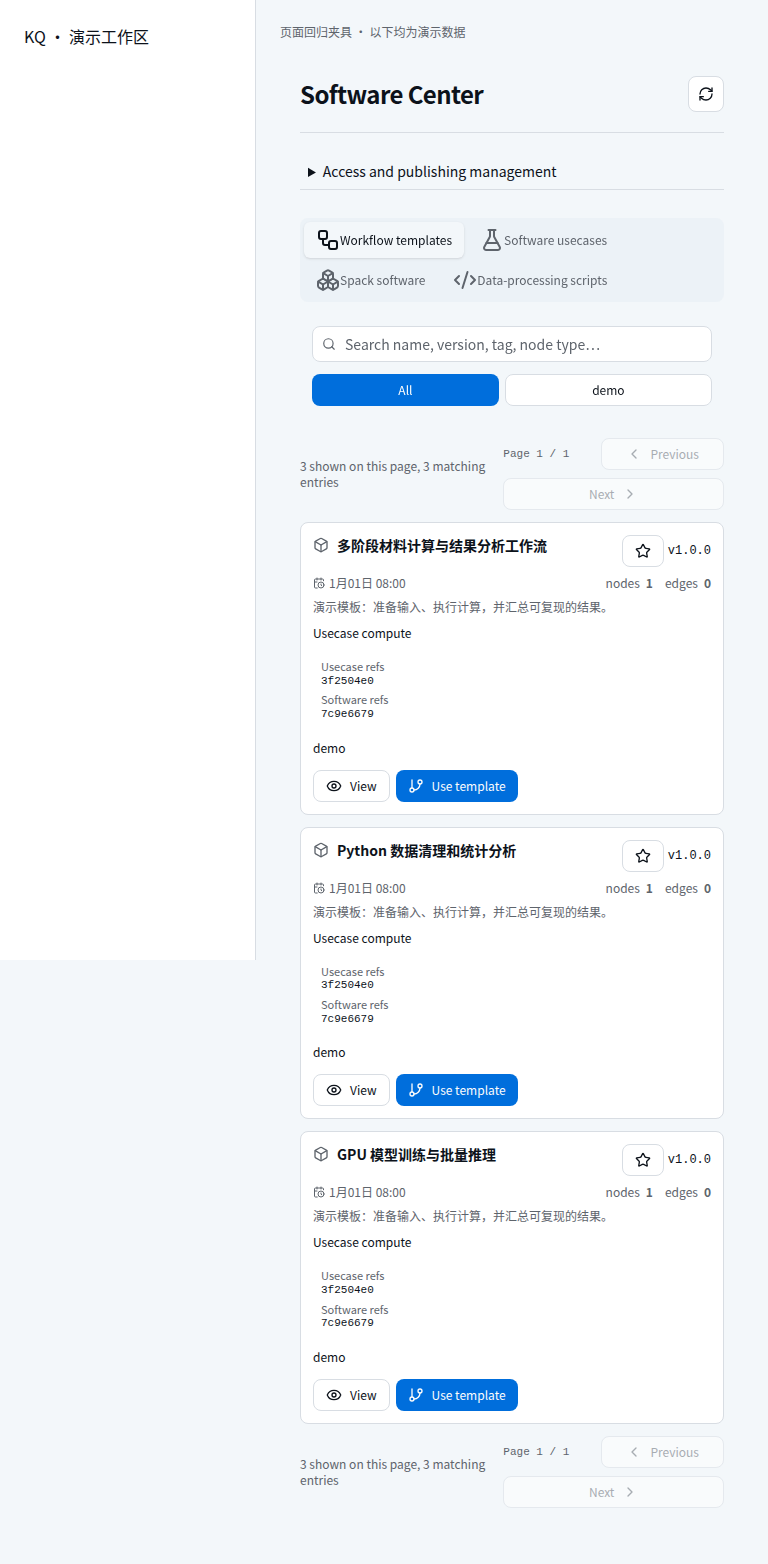 KQ · 演示工作区
页面回归夹具 · 以下均为演示数据
Software Center
Access and publishing management
Workflow templates
Software usecases
Spack software
Data-processing scripts
Search name, version, tag, node type…
All
demo
3 shown on this page, 3 matching
entries
Page 1 / 1
Previous
Next
多阶段材料计算与结果分析工作流
v1.0.0
1月01日 08:00
nodes 1 edges 0
演示模板：准备输入、执行计算，并汇总可复现的结果。
Usecase compute
Usecase refs
3f2504e0
Software refs
7c9e6679
demo
View
Use template
Python 数据清理和统计分析
v1.0.0
1月01日 08:00
nodes 1 edges 0
演示模板：准备输入、执行计算，并汇总可复现的结果。
Usecase compute
Usecase refs
3f2504e0
Software refs
7c9e6679
demo
View
Use template
GPU 模型训练与批量推理
v1.0.0
1月01日 08:00
nodes 1 edges 0
演示模板：准备输入、执行计算，并汇总可复现的结果。
Usecase compute
Usecase refs
3f2504e0
Software refs
7c9e6679
demo
View
Use template
3 shown on this page, 3 matching
entries
Page 1 / 1
Previous
Next